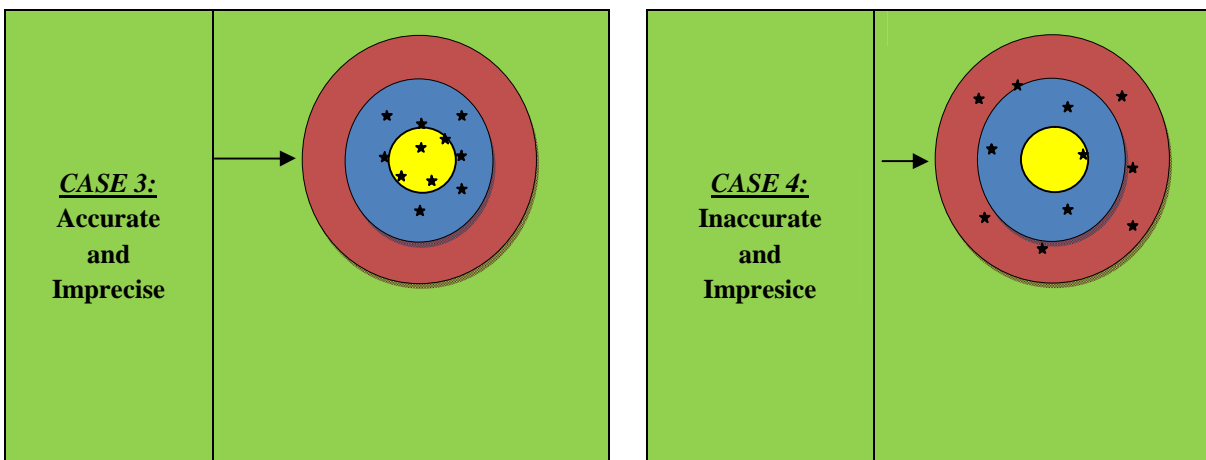 CASE 3:
Accurate
and
Imprecise
CASE 4:
Inaccurate
and
Impresice